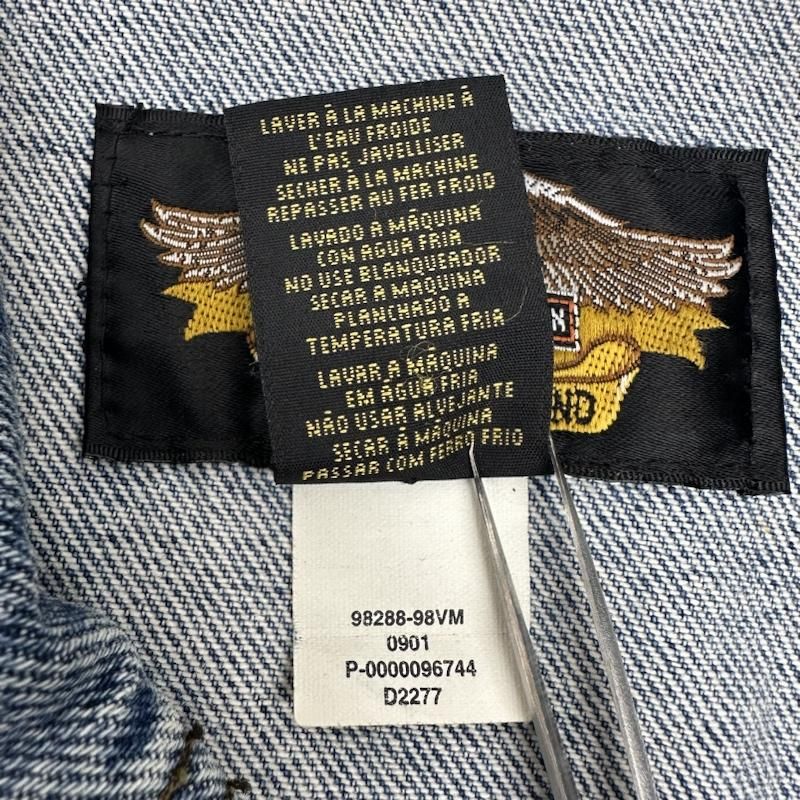 LAVER À LA MACHINE À
L'EAU FROIDE
NE PAS JAVELLISER
SECHER À LA MACHINE
REPASSER AU FER FROID
LAVADO À MÁQUINA
CON AGUA FRIA
NO USE BLANQUEADOR
SECAR A MAQUINA
PLANCHADO A
TEMPERATURA FRIA
LAVAR A MÁQUINA
EM ÁGUA FRIA
NÃO USAR ALVEJANTE
SECAR À MÁQUINA
PASSAR COM FERRO FRIO
ND
98288-98VM
0901
P-0000096744
D2277